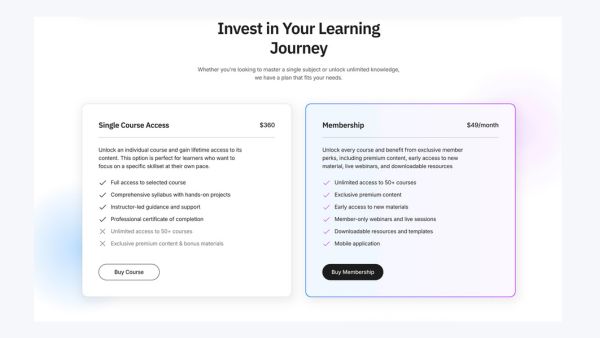 Invest in Your Learning
Journey
Whether you're looking to master a single subject or unlock unlimited knowledge,
we have a plan that fits your needs.
Single Course Access
$360
Unlock an individual course and gain lifetime access to its
content. This option is perfect for learners who want to
focus on a specific skillset at their own pace.
Full access to selected course
Comprehensive syllabus with hands-on projects
Instructor-led guidance and support
Professional certificate of completion
Unlimited access to 50+ courses
Exclusive premium content & bonus materials
Buy Course
Membership
$49/month
Unlock every course and benefit from exclusive member
perks, including premium content, early access to new
material, live webinars, and downloadable resources
Unlimited access to 50+ courses
Exclusive premium content
Early access to new materials
Member-only webinars and live sessions
Downloadable resources and templates
Mobile application
Buy Membership